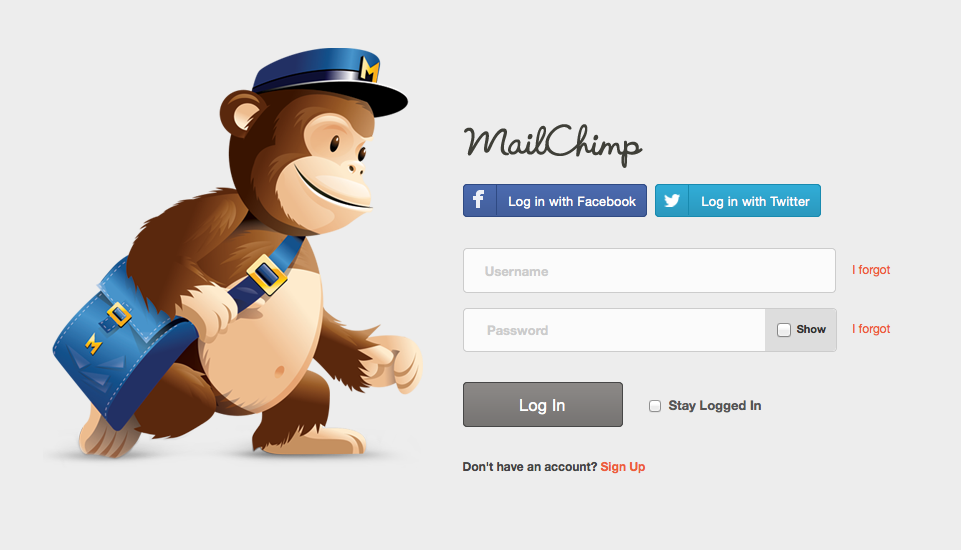 M
MailChimp
f Log in with Facebook
Log in with Twitter
Username
I forgot
Password
Show
I forgot
M
Log In
Stay Logged In
Don't have an account? Sign Up